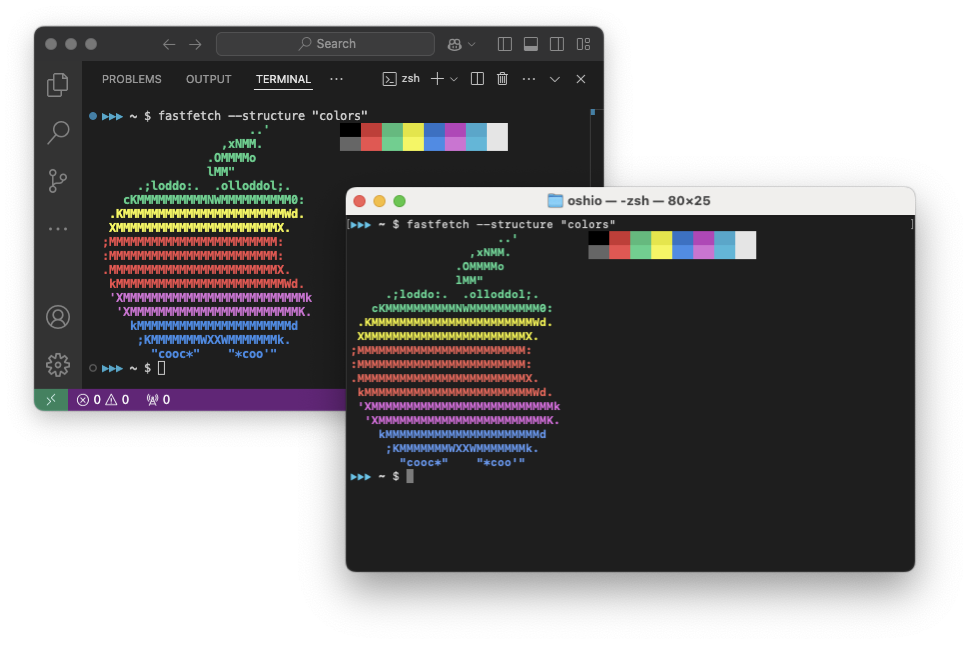 Search
PROBLEMS OUTPUT TERMINAL ··· zsh
▸▸▸ ~ $ fastfetch --structure "colors"
..'
,xNMM.
.OMMMMo
lMM"
.;loddo:. .olloddol;.
cKMMMMMMMMMMNWMMMMMMMMMM0:
.KMMMMMMMMMMMMMMMMMMMMMMMWd.
XMMMMMMMMMMMMMMMMMMMMMMMX.
;MMMMMMMMMMMMMMMMMMMMMMMM:
:MMMMMMMMMMMMMMMMMMMMMMMM:
.MMMMMMMMMMMMMMMMMMMMMMMMX.
kMMMMMMMMMMMMMMMMMMMMMMMMWd.
'XMMMMMMMMMMMMMMMMMMMMMMMMMMk
'XMMMMMMMMMMMMMMMMMMMMMMMMK.
kMMMMMMMMMMMMMMMMMMMMMMd
;KMMMMMMMWXXWMMMMMMMk.
"cooc*" "*coo'"
▸▸▸ ~ $
0 0 0
oshio — -zsh — 80×25
[▸▸▸ ~ $ fastfetch --structure "colors" ]
..'
,xNMM.
.OMMMMo
lMM"
.;loddo:. .olloddol;.
cKMMMMMMMMMMNWMMMMMMMMMM0:
.KMMMMMMMMMMMMMMMMMMMMMMMWd.
XMMMMMMMMMMMMMMMMMMMMMMMX.
;MMMMMMMMMMMMMMMMMMMMMMMM:
:MMMMMMMMMMMMMMMMMMMMMMMM:
.MMMMMMMMMMMMMMMMMMMMMMMMX.
kMMMMMMMMMMMMMMMMMMMMMMMMWd.
'XMMMMMMMMMMMMMMMMMMMMMMMMMMk
'XMMMMMMMMMMMMMMMMMMMMMMMMK.
kMMMMMMMMMMMMMMMMMMMMMMd
;KMMMMMMMWXXWMMMMMMMk.
"cooc*" "*coo'"
▸▸▸ ~ $